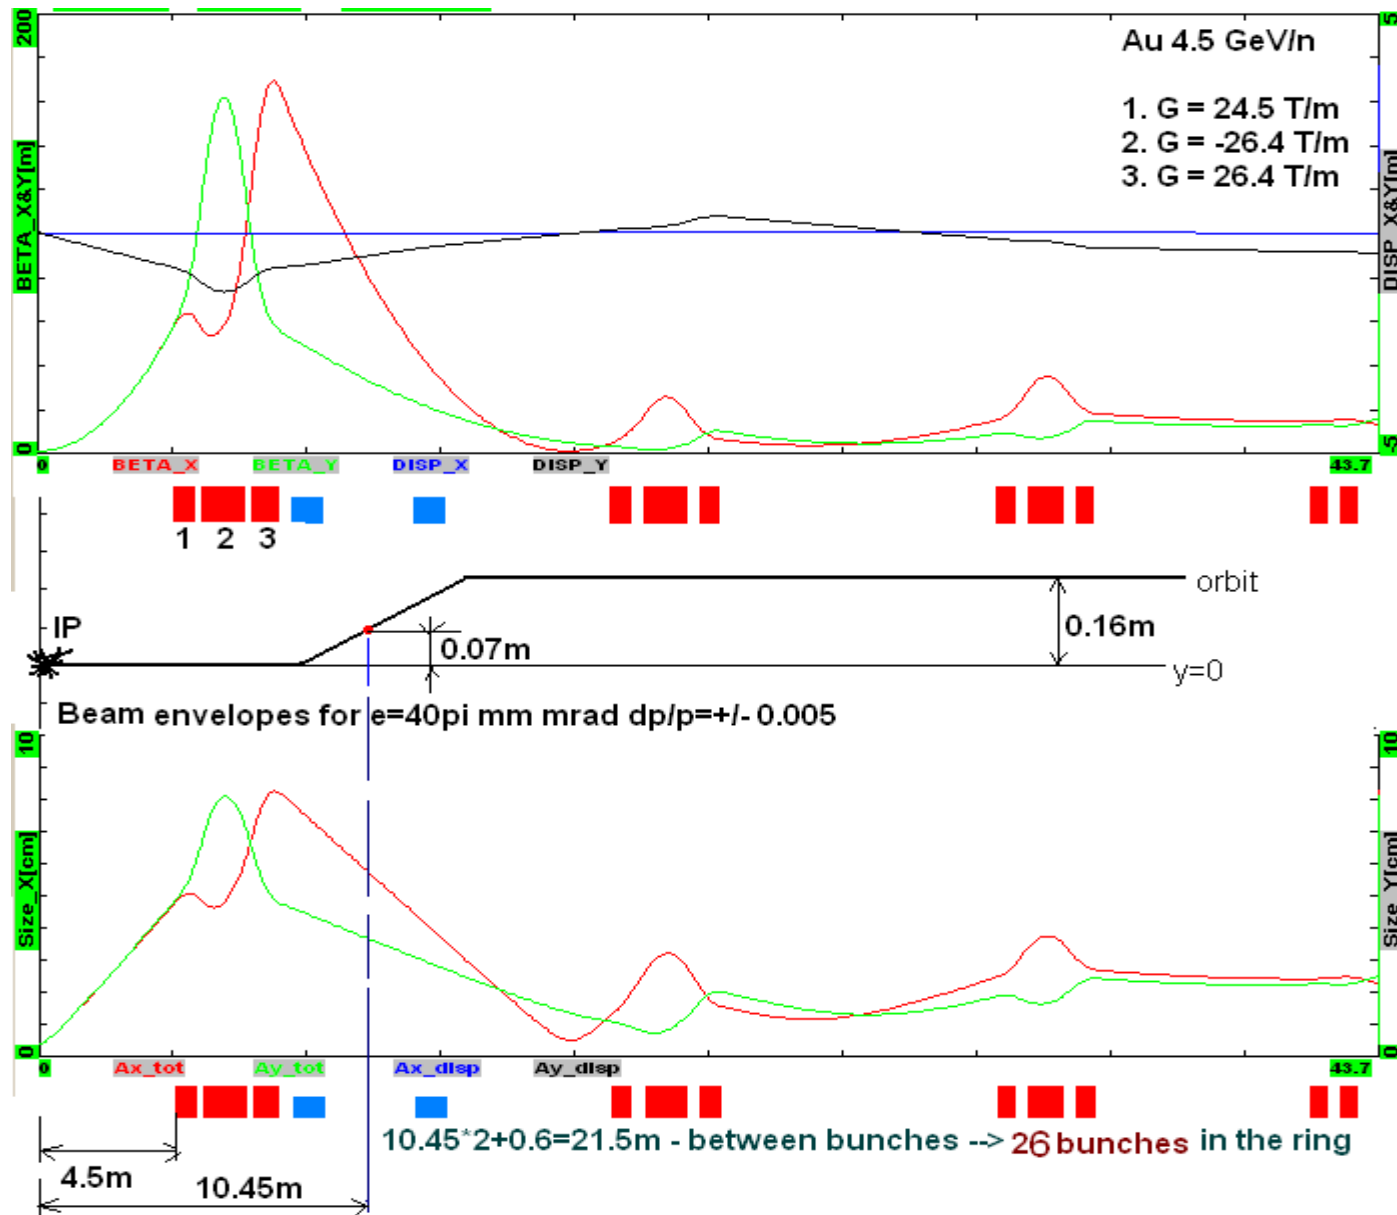 200
5
Au 4.5 GeV/n
1. G = 24.5 T/m
2. G = -26.4 T/m
3. G = 26.4 T/m
BETA_X&Y[m]
DISP_X&Y[m]
0
-5
0
BETA_X
BETA_Y
DISP_X
DISP_Y
43.7
1 2 3
orbit
IP
0.07m
0.16m
y=0
Beam envelopes for e=40pi mm mrad dp/p=+/- 0.005
10
10
Size_X[cm]
Size_Y[cm]
0
0
0
Ax_tot
Ay_tot
Ax_disp
Ay_disp
43.7
10.45*2+0.6=21.5m - between bunches --> 26 bunches in the ring
4.5m
10.45m